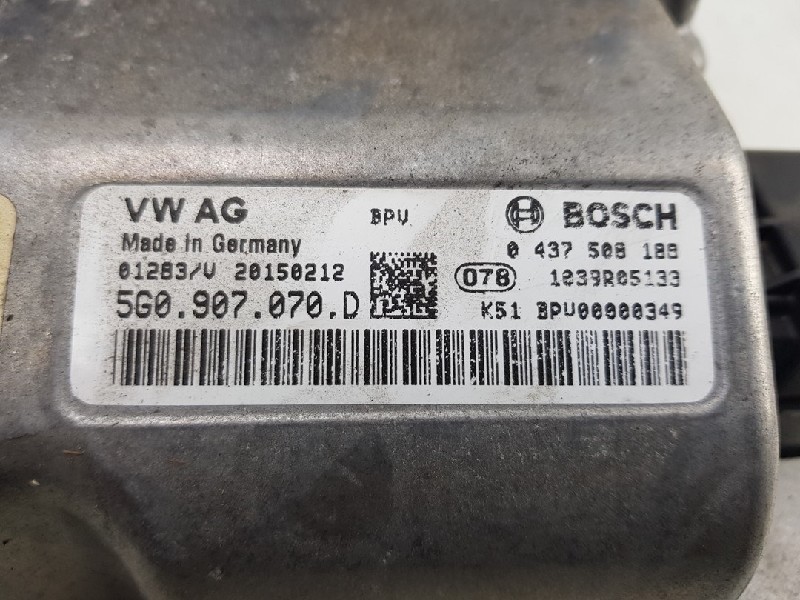 VW AG BPV BOSCH
Made in Germany 0 437 508 188
01283/V 20150212 078 1039R05133
5G0.907.070.D K51 BPV00900349